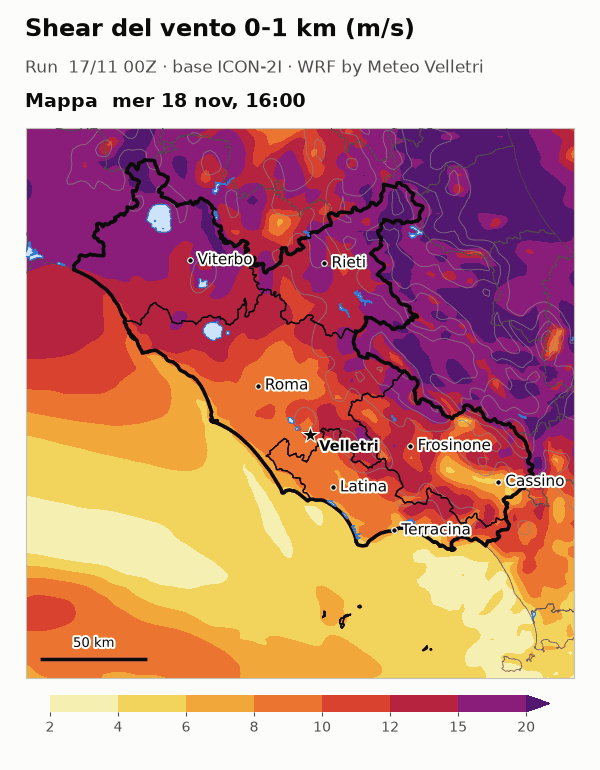 Shear del vento 0-1 km (m/s)
Run 17/11 00Z · base ICON-2I · WRF by Meteo Velletri
Mappa mer 18 nov, 16:00
Viterbo
Rieti
Roma
Velletri
Frosinone
Cassino
Latina
Terracina
50 km
2 4 6 8 10 12 15 20